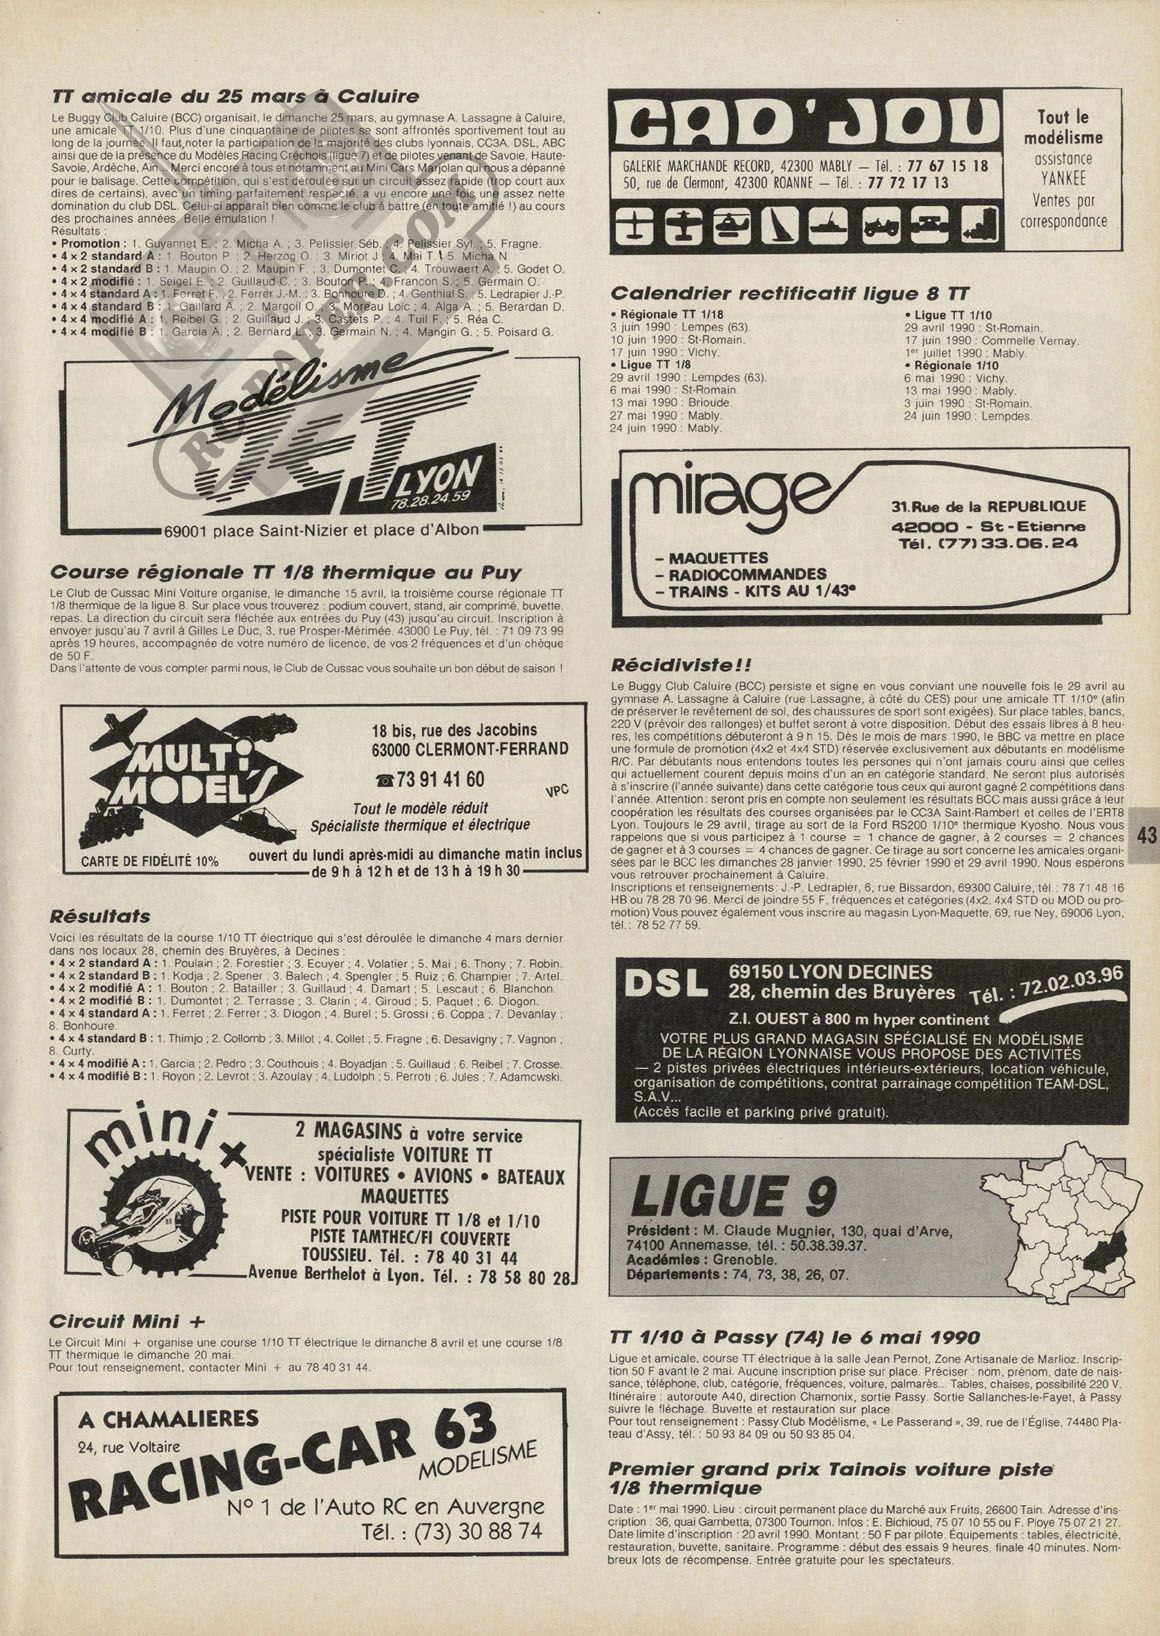 TT amicale du 25 mars à Caluire
Le Buggy Club Caluire (BCC) organisait, le dimanche 25 mars, au gymnase A. Lassagne à Caluire,
une amicale TT 1/10. Plus d'une cinquantaine de pilotes se sont affrontés sportivement tout au
long de la journée. Il faut noter la participation de la majorité des clubs lyonnais, CC3A, DSL, ABC
ainsi que de la présence du Modèles Racing Créchois (ligue 7) et de pilotes venant de Savoie, Haute-
Savoie, Ardèche, Ain... Merci encore à tous et notamment au Mini Cars Marjolan qui nous a dépanné
pour le balisage. Cette compétition, qui s'est déroulée sur un circuit assez rapide (trop court aux
dires de certains), avec un timing parfaitement respecté, a vu encore une fois une assez nette
domination du club DSL. Celui-ci apparaît bien comme le club à battre (en toute amitié !) au cours
des prochaines années. Belle émulation !
Résultats :
• Promotion : 1. Guyannet E. ; 2. Micha A. ; 3. Pelissier Séb. ; 4. Pelissier Syl. ; 5. Fragne.
• 4 x 2 standard A : 1. Bouton P. ; 2. Herzog O. ; 3. Miriot J. ; 4. Mai T. ; 5. Micha N.
• 4 x 2 standard B : 1. Maupin O. ; 2. Maupin F. ; 3. Dumontet C. ; 4. Trouwaert A. ; 5. Godet O.
• 4 x 2 modifié : 1. Seigel E. ; 2. Guillaud C. ; 3. Bouton ; 4. Francon S. ; 5. Germain O.
• 4 x 4 standard A : 1. Ferret F. ; 2. Ferrer J.-M. ; 3. Bonhoure D. ; 4. Genthial S. ; 5. Ledrapier J.-P.
• 4 x 4 standard B : 1. Gaillard A. ; 2. Margoil O. ; 3. Moreau Loïc ; 4. Alga A. ; 5. Berardan D.
• 4 x 4 modifié A : 1. Reibel G. ; 2. Guillaud J. ; 3. Castets P. ; 4. Tuil F. ; 5. Réa C.
• 4 x 4 modifié B : 1. Garcia A. ; 2. Bernard L. ; 3. Germain N. ; 4. Mangin G. ; 5. Poisard G.
RC-PAPER.COM
Modélisme
JET
LYON
78.28.24.59
69001 place Saint-Nizier et place d'Albon
Course régionale TT 1/8 thermique au Puy
Le Club de Cussac Mini Voiture organise, le dimanche 15 avril, la troisième course régionale TT
1/8 thermique de la ligue 8. Sur place vous trouverez : podium couvert, stand, air comprimé, buvette,
repas. La direction du circuit sera fléchée aux entrées du Puy (43) jusqu'au circuit. Inscription à
envoyer jusqu'au 7 avril à Gilles Le Duc, 3, rue Prosper-Mérimée, 43000 Le Puy, tél. : 71 09 73 99
après 19 heures, accompagnée de votre numéro de licence, de vos 2 fréquences et d'un chèque
de 50 F.
Dans l'attente de vous compter parmi nous, le Club de Cussac vous souhaite un bon début de saison !
MULTI
MODEL'S
CARTE DE FIDÉLITÉ 10%
18 bis, rue des Jacobins
63000 CLERMONT-FERRAND
☎ 73 91 41 60
VPC
Tout le modèle réduit
Spécialiste thermique et électrique
ouvert du lundi après-midi au dimanche matin inclus
de 9 h à 12 h et de 13 h à 19 h 30
Résultats
Voici les résultats de la course 1/10 TT électrique qui s'est déroulée le dimanche 4 mars dernier
dans nos locaux 28, chemin des Bruyères, à Decines :
• 4 x 2 standard A : 1. Poulain ; 2. Forestier ; 3. Ecuyer ; 4. Volatier ; 5. Mai ; 6. Thony ; 7. Robin.
• 4 x 2 standard B : 1. Kodja ; 2. Spener ; 3. Balech ; 4. Spengler ; 5. Ruiz ; 6. Champier ; 7. Artel.
• 4 x 2 modifié A : 1. Bouton ; 2. Batailler ; 3. Guillaud ; 4. Damart ; 5. Lescaut ; 6. Blanchon.
• 4 x 2 modifié B : 1. Dumontet ; 2. Terrasse ; 3. Clarin ; 4. Giroud ; 5. Paquet ; 6. Diogon.
• 4 x 4 standard A : 1. Ferret ; 2. Ferrer ; 3. Diogon ; 4. Burel ; 5. Grossi ; 6. Coppa ; 7. Devanlay ;
8. Bonhoure.
• 4 x 4 standard B : 1. Thimjo ; 2. Collomb ; 3. Millot ; 4. Collet ; 5. Fragne ; 6. Desavigny ; 7. Vagnon ;
8. Curty.
• 4 x 4 modifié A : 1. Garcia ; 2. Pedro ; 3. Couthouis ; 4. Boyadjan ; 5. Guillaud ; 6. Reibel ; 7. Crosse.
• 4 x 4 modifié B : 1. Royon ; 2. Levrot ; 3. Azoulay ; 4. Ludolph ; 5. Perroti ; 6. Jules ; 7. Adamcwski.
mini +
2 MAGASINS à votre service
spécialiste VOITURE TT
VENTE : VOITURES • AVIONS • BATEAUX
MAQUETTES
PISTE POUR VOITURE TT 1/8 et 1/10
PISTE TAMTHEC/FI COUVERTE
TOUSSIEU. Tél. : 78 40 31 44
Avenue Berthelot à Lyon. Tél. : 78 58 80 28
Circuit Mini +
Le Circuit Mini + organise une course 1/10 TT électrique le dimanche 8 avril et une course 1/8
TT thermique le dimanche 20 mai.
Pour tout renseignement, contacter Mini + au 78 40 31 44.
A CHAMALIERES
24, rue Voltaire
RACING-CAR 63
MODELISME
N° 1 de l'Auto RC en Auvergne
Tél. : (73) 30 88 74
CAD'JOU
GALERIE MARCHANDE RECORD, 42300 MABLY – Tél. : 77 67 15 18
50, rue de Clermont, 42300 ROANNE – Tél. : 77 72 17 13
Tout le
modélisme
assistance
YANKEE
Ventes par
correspondance
Calendrier rectificatif ligue 8 TT
• Régionale TT 1/18
3 juin 1990 : Lempes (63).
10 juin 1990 : St-Romain.
17 juin 1990 : Vichy.
• Ligue TT 1/8
29 avril 1990 : Lempdes (63).
6 mai 1990 : St-Romain.
13 mai 1990 : Brioude.
27 mai 1990 : Mably.
24 juin 1990 : Mably.
• Ligue TT 1/10
29 avril 1990 : St-Romain.
17 juin 1990 : Commelle Vernay.
1er juillet 1990 : Mably.
• Régionale 1/10
6 mai 1990 : Vichy.
13 mai 1990 : Mably.
3 juin 1990 : St-Romain.
24 juin 1990 : Lempdes.
mirage
31.Rue de la REPUBLIQUE
42000 - St-Etienne
Tél. (77) 33.06.24
– MAQUETTES
– RADIOCOMMANDES
– TRAINS - KITS AU 1/43e
Récidiviste!!
Le Buggy Club Caluire (BCC) persiste et signe en vous conviant une nouvelle fois le 29 avril au
gymnase A. Lassagne à Caluire (rue Lassagne, à côté du CES) pour une amicale TT 1/10e (afin
de préserver le revêtement de sol, des chaussures de sport sont exigées). Sur place tables, bancs,
220 V (prévoir des rallonges) et buffet seront à votre disposition. Début des essais libres à 8 heu-
res, les compétitions débuteront à 9 h 15. Dès le mois de mars 1990, le BBC va mettre en place
une formule de promotion (4x2 et 4x4 STD) réservée exclusivement aux débutants en modélisme
R/C. Par débutants nous entendons toutes les persones qui n'ont jamais couru ainsi que celles
qui actuellement courent depuis moins d'un an en catégorie standard. Ne seront plus autorisés
à s'inscrire (l'année suivante) dans cette catégorie tous ceux qui auront gagné 2 compétitions dans
l'année. Attention: seront pris en compte non seulement les résultats BCC mais aussi grâce à leur
coopération les résultats des courses organisées par le CC3A Saint-Rambert et celles de l'ERT8
Lyon. Toujours le 29 avril, tirage au sort de la Ford RS200 1/10e thermique Kyosho. Nous vous
rappelons que si vous participez à 1 course = 1 chance de gagner, à 2 courses = 2 chances
de gagner et à 3 courses = 4 chances de gagner. Ce tirage au sort concerne les amicales organi-
sées par le BCC les dimanches 28 janvier 1990, 25 février 1990 et 29 avril 1990. Nous espérons
vous retrouver prochainement à Caluire.
Inscriptions et renseignements: J.-P. Ledrapier, 6, rue Bissardon, 69300 Caluire, tél. : 78 71 48 16
HB ou 78 28 70 96. Merci de joindre 55 F, fréquences et catégories (4x2, 4x4 STD ou MOD ou pro-
motion) Vous pouvez également vous inscrire au magasin Lyon-Maquette, 69, rue Ney, 69006 Lyon,
tél.: 78 52 77 59.
43
DSL
69150 LYON DECINES
28, chemin des Bruyères
Tél. : 72.02.03.96
Z.I. OUEST à 800 m hyper continent
VOTRE PLUS GRAND MAGASIN SPÉCIALISÉ EN MODÉLISME
DE LA RÉGION LYONNAISE VOUS PROPOSE DES ACTIVITÉS
— 2 pistes privées électriques intérieurs-extérieurs, location véhicule,
organisation de compétitions, contrat parrainage compétition TEAM-DSL,
S.A.V...
(Accès facile et parking privé gratuit).
LIGUE 9
Président : M. Claude Mugnier, 130, quai d'Arve,
74100 Annemasse, tél. : 50.38.39.37.
Académies : Grenoble.
Départements : 74, 73, 38, 26, 07.
TT 1/10 à Passy (74) le 6 mai 1990
Ligue et amicale, course TT électrique à la salle Jean Pernot, Zone Artisanale de Marlioz. Inscrip-
tion 50 F avant le 2 mai. Aucune inscription prise sur place. Préciser : nom, prénom, date de nais-
sance, téléphone, club, catégorie, fréquences, voiture, palmarès... Tables, chaises, possibilité 220 V.
Itinéraire : autoroute A40, direction Chamonix, sortie Passy. Sortie Sallanches-le-Fayet, à Passy
suivre le fléchage. Buvette et restauration sur place.
Pour tout renseignement : Passy Club Modélisme, « Le Passerand », 39, rue de l'Église, 74480 Pla-
teau d'Assy, tél. : 50 93 84 09 ou 50 93 85 04.
Premier grand prix Tainois voiture piste
1/8 thermique
Date : 1er mai 1990. Lieu : circuit permanent place du Marché aux Fruits, 26600 Tain. Adresse d'ins-
cription : 36, quai Gambetta, 07300 Tournon. Infos : E. Bichioud, 75 07 10 55 ou F. Ploye 75 07 21 27.
Date limite d'inscription : 20 avril 1990. Montant : 50 F par pilote. Équipements : tables, électricité,
restauration, buvette, sanitaire. Programme : début des essais 9 heures, finale 40 minutes. Nom-
breux lots de récompense. Entrée gratuite pour les spectateurs.